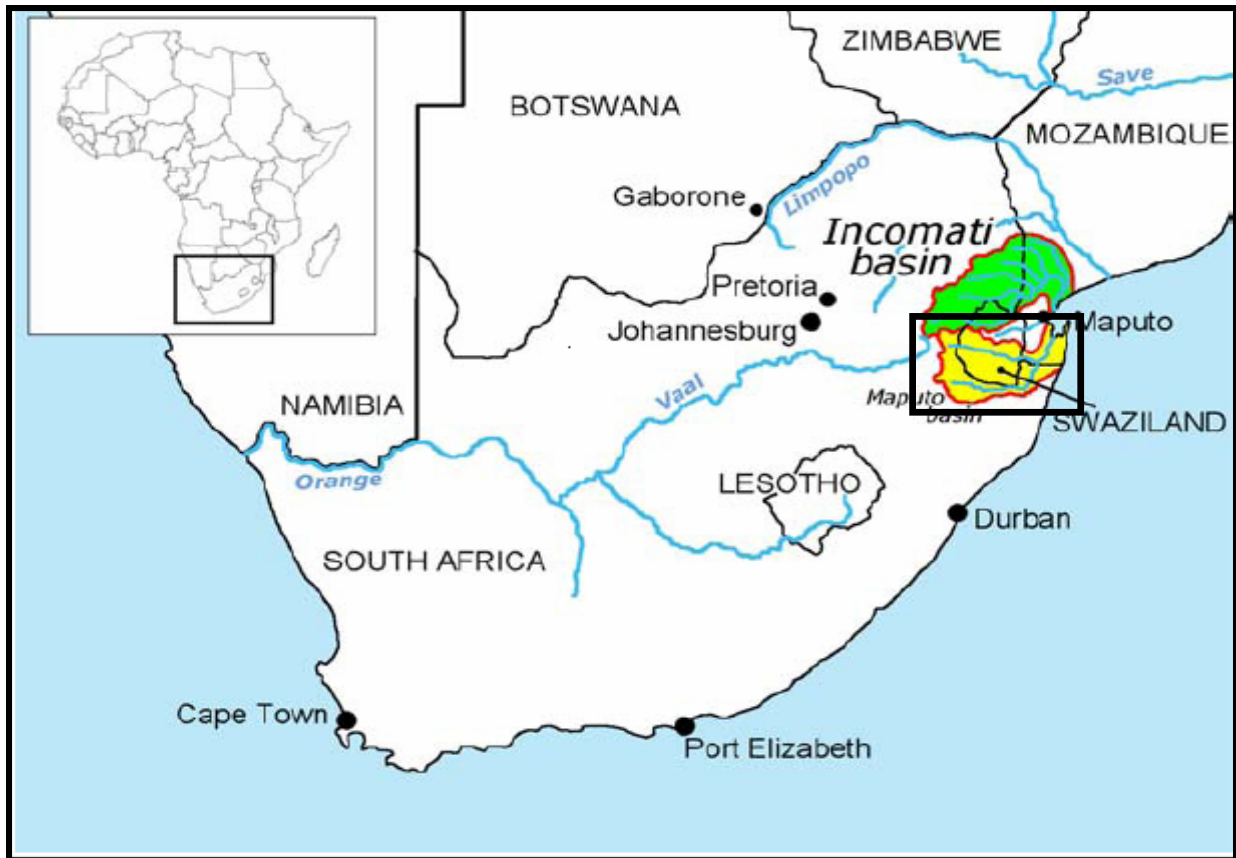 ZIMBABWE
Save
BOTSWANA
MOZAMBIQUE
Limpopo
Gaborone
Incomati
basin
Pretoria
Johannesburg
Maputo
Vaal
Maputo
basin
NAMIBIA
SWAZILAND
Orange
LESOTHO
Durban
SOUTH AFRICA
Cape Town
Port Elizabeth